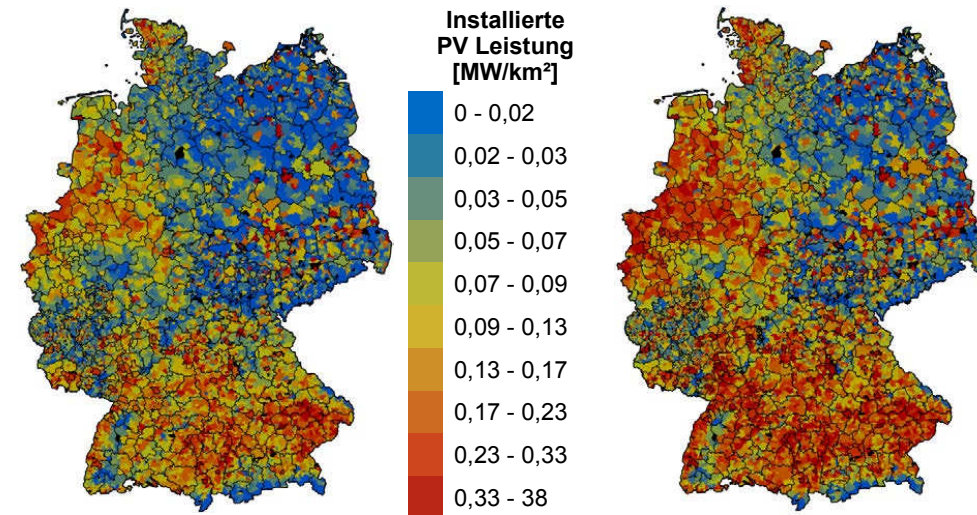 Installierte
PV Leistung
[MW/km²]
0 - 0,02
0,02 - 0,03
0,03 - 0,05
0,05 - 0,07
0,07 - 0,09
0,09 - 0,13
0,13 - 0,17
0,17 - 0,23
0,23 - 0,33
0,33 - 38